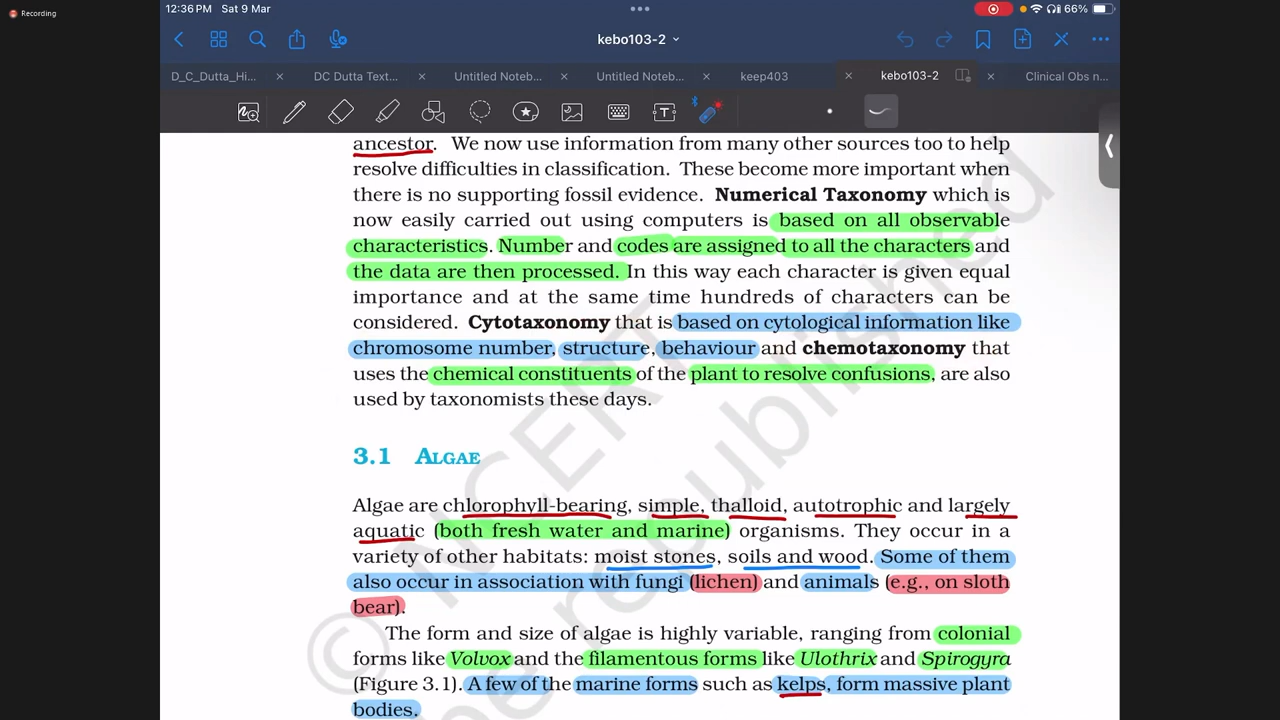 Recording
12:36 PM Sat 9 Mar
66%
kebo103-2
D_C_Dutta_Hi...
DC Dutta Text...
Untitled Noteb...
Untitled Noteb...
keep403
kebo103-2
Clinical Obs n...
ancestor. We now use information from many other sources too to help
resolve difficulties in classification. These become more important when
there is no supporting fossil evidence. Numerical Taxonomy which is
now easily carried out using computers is based on all observable
characteristics. Number and codes are assigned to all the characters and
the data are then processed. In this way each character is given equal
importance and at the same time hundreds of characters can be
considered. Cytotaxonomy that is based on cytological information like
chromosome number, structure, behaviour and chemotaxonomy that
uses the chemical constituents of the plant to resolve confusions, are also
used by taxonomists these days.
3.1 ALGAE
Algae are chlorophyll-bearing, simple, thalloid, autotrophic and largely
aquatic (both fresh water and marine) organisms. They occur in a
variety of other habitats: moist stones, soils and wood. Some of them
also occur in association with fungi (lichen) and animals (e.g., on sloth
bear).
The form and size of algae is highly variable, ranging from colonial
forms like Volvox and the filamentous forms like Ulothrix and Spirogyra
(Figure 3.1). A few of the marine forms such as kelps, form massive plant
bodies.
© NCERT
be republished